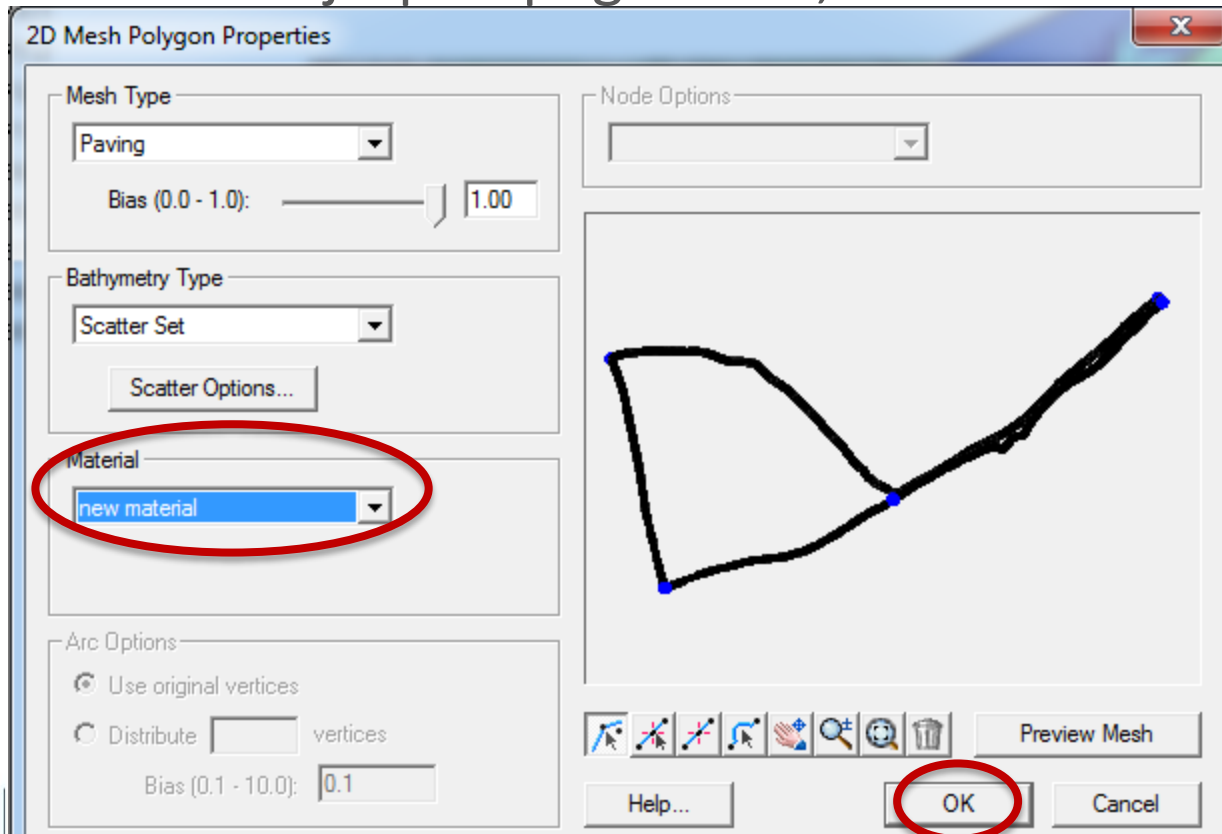 2D Mesh Polygon Properties
Mesh Type
Paving
Bias (0.0 - 1.0):
1.00
Bathymetry Type
Scatter Set
Scatter Options...
Material
new material
Arc Options
Use original vertices
Distribute vertices
Bias (0.1 - 10.0):
0.1
Node Options
Preview Mesh
Help...
OK
Cancel